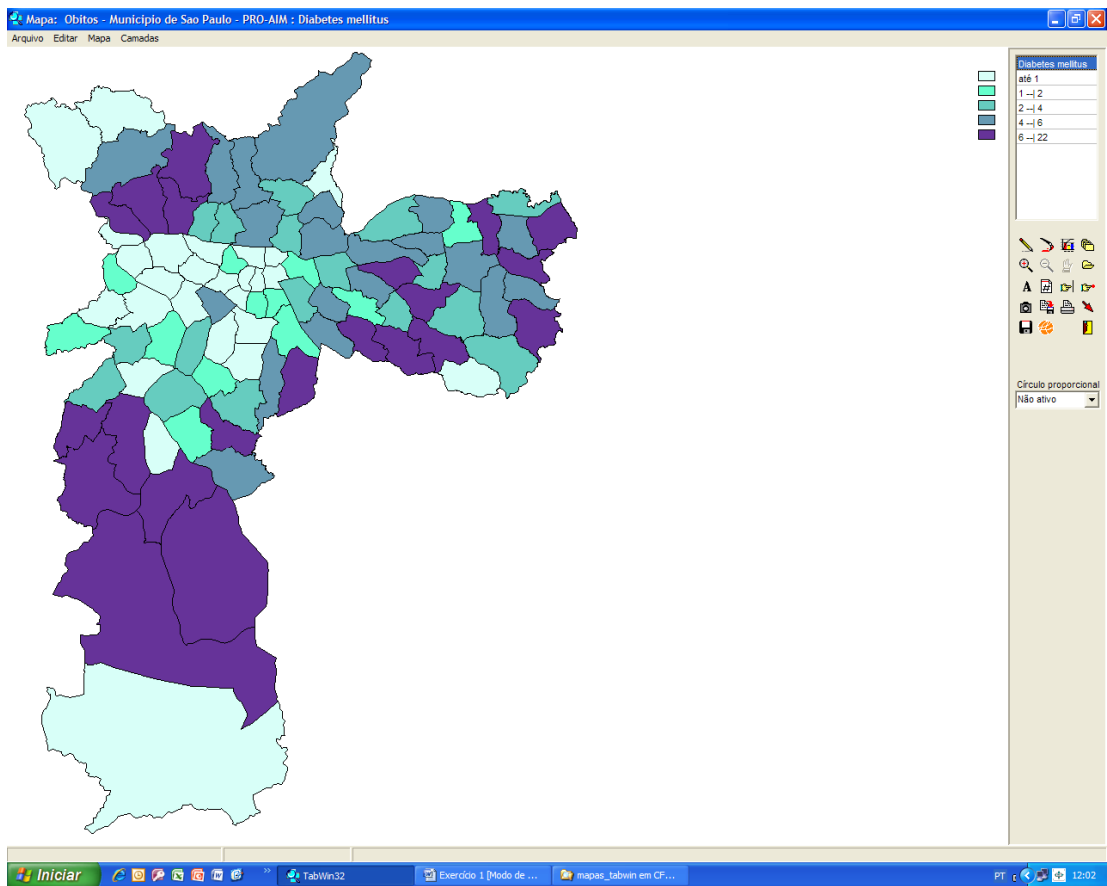 Mapa: Obitos - Municipio de Sao Paulo - PRO-AIM : Diabetes mellitus
Arquivo Editar Mapa Camadas
Diabetes mellitus
até 1
1 --| 2
2 --| 4
4 --| 6
6 --| 22
A #
Círculo proporcional
Não ativo
Iniciar
TabWin32
Exercício 1 [Modo de ...
mapas_tabwin em CF...
PT
12:02